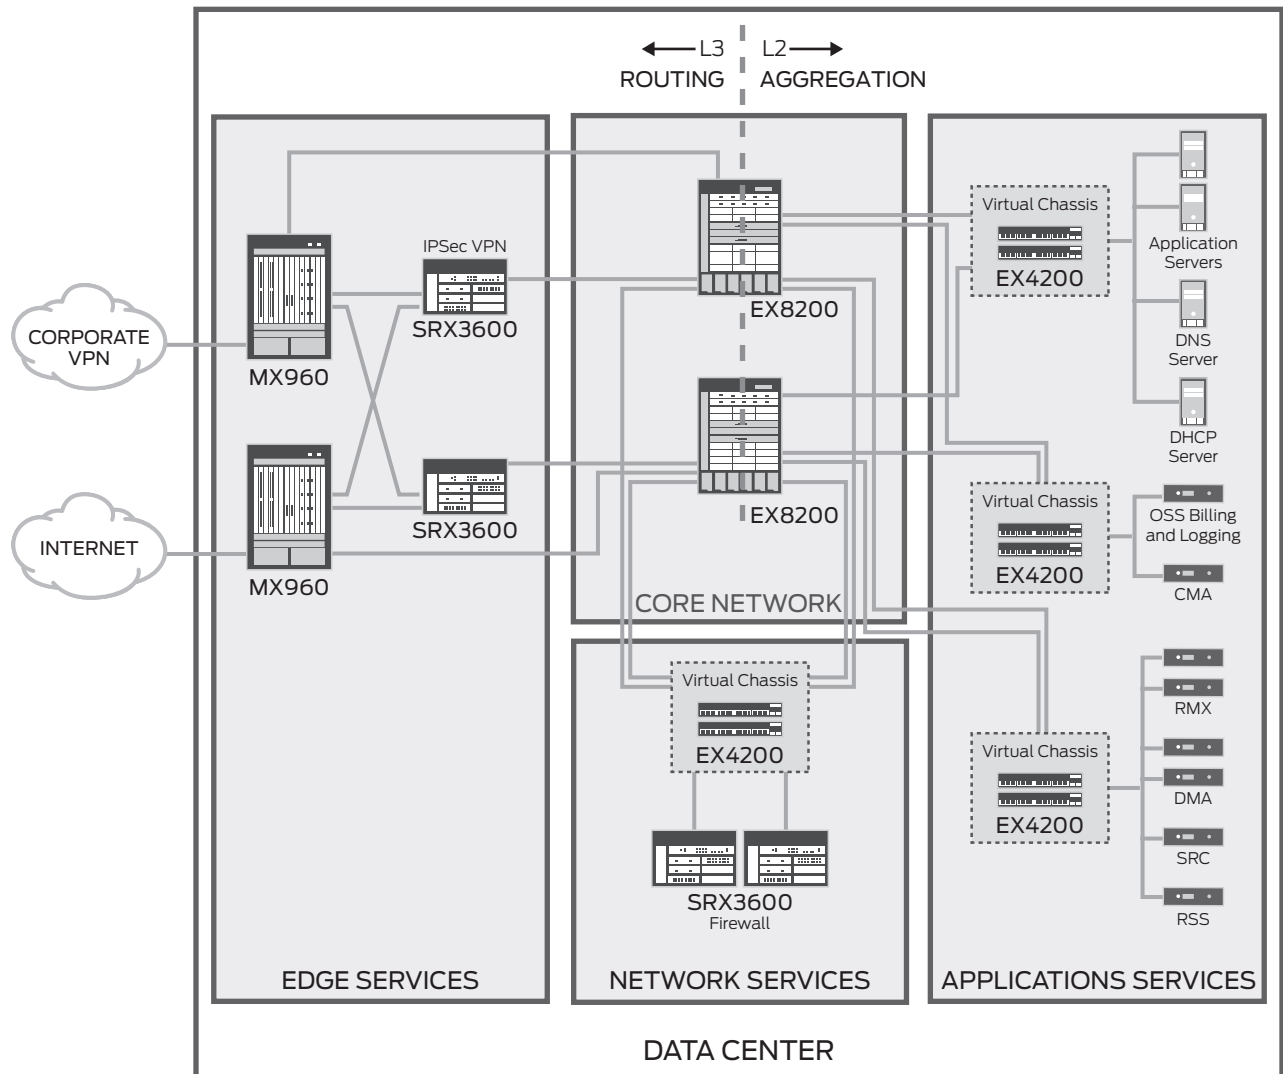 L3
L2
ROUTING
AGGREGATION
CORPORATE
VPN
INTERNET
MX960
MX960
IPSec VPN
SRX3600
SRX3600
EDGE SERVICES
EX8200
EX8200
CORE NETWORK
Virtual Chassis
EX4200
SRX3600
Firewall
NETWORK SERVICES
Virtual Chassis
EX4200
Application
Servers
DNS
Server
DHCP
Server
Virtual Chassis
EX4200
OSS Billing
and Logging
CMA
Virtual Chassis
EX4200
RMX
DMA
SRC
RSS
APPLICATIONS SERVICES
DATA CENTER